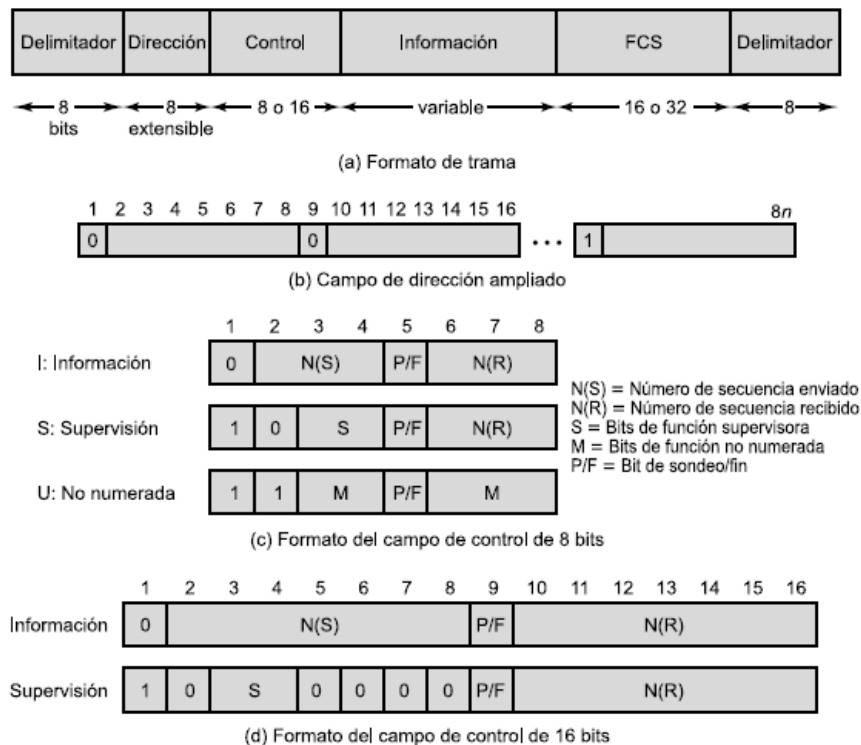 Delimitador Dirección Control Información FCS Delimitador
8 8 8 o 16 variable 16 o 32 8
bits extensible
(a) Formato de trama
1 2 3 4 5 6 7 8 9 10 11 12 13 14 15 16 8n
0 0 ••• 1
(b) Campo de dirección ampliado
1 2 3 4 5 6 7 8
I: Información 0 N(S) P/F N(R)
S: Supervisión 1 0 S P/F N(R)
U: No numerada 1 1 M P/F M
N(S) = Número de secuencia enviado
N(R) = Número de secuencia recibido
S = Bits de función supervisora
M = Bits de función no numerada
P/F = Bit de sondeo/fin
(c) Formato del campo de control de 8 bits
1 2 3 4 5 6 7 8 9 10 11 12 13 14 15 16
Información 0 N(S) P/F N(R)
Supervisión 1 0 S 0 0 0 0 P/F N(R)
(d) Formato del campo de control de 16 bits